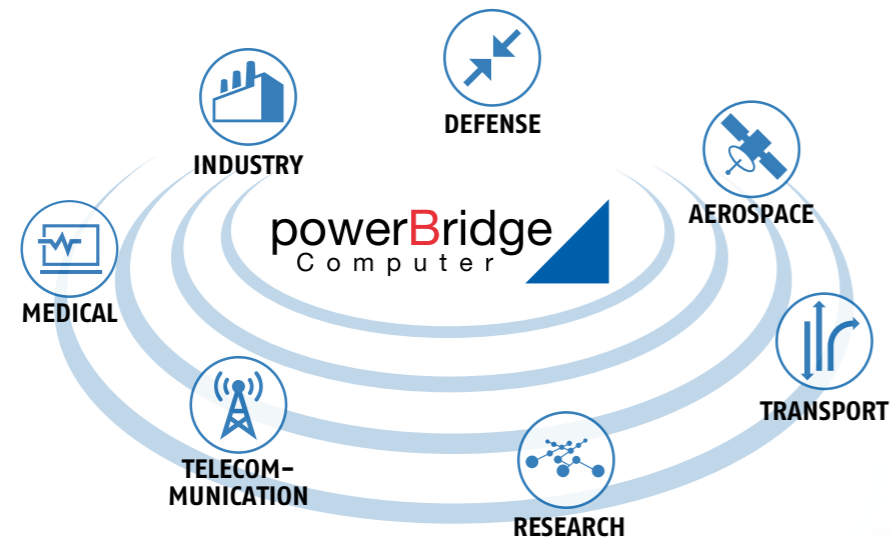 DEFENSE
INDUSTRY
AEROSPACE
powerBridge
Computer
MEDICAL
TRANSPORT
TELECOM-
MUNICATION
RESEARCH